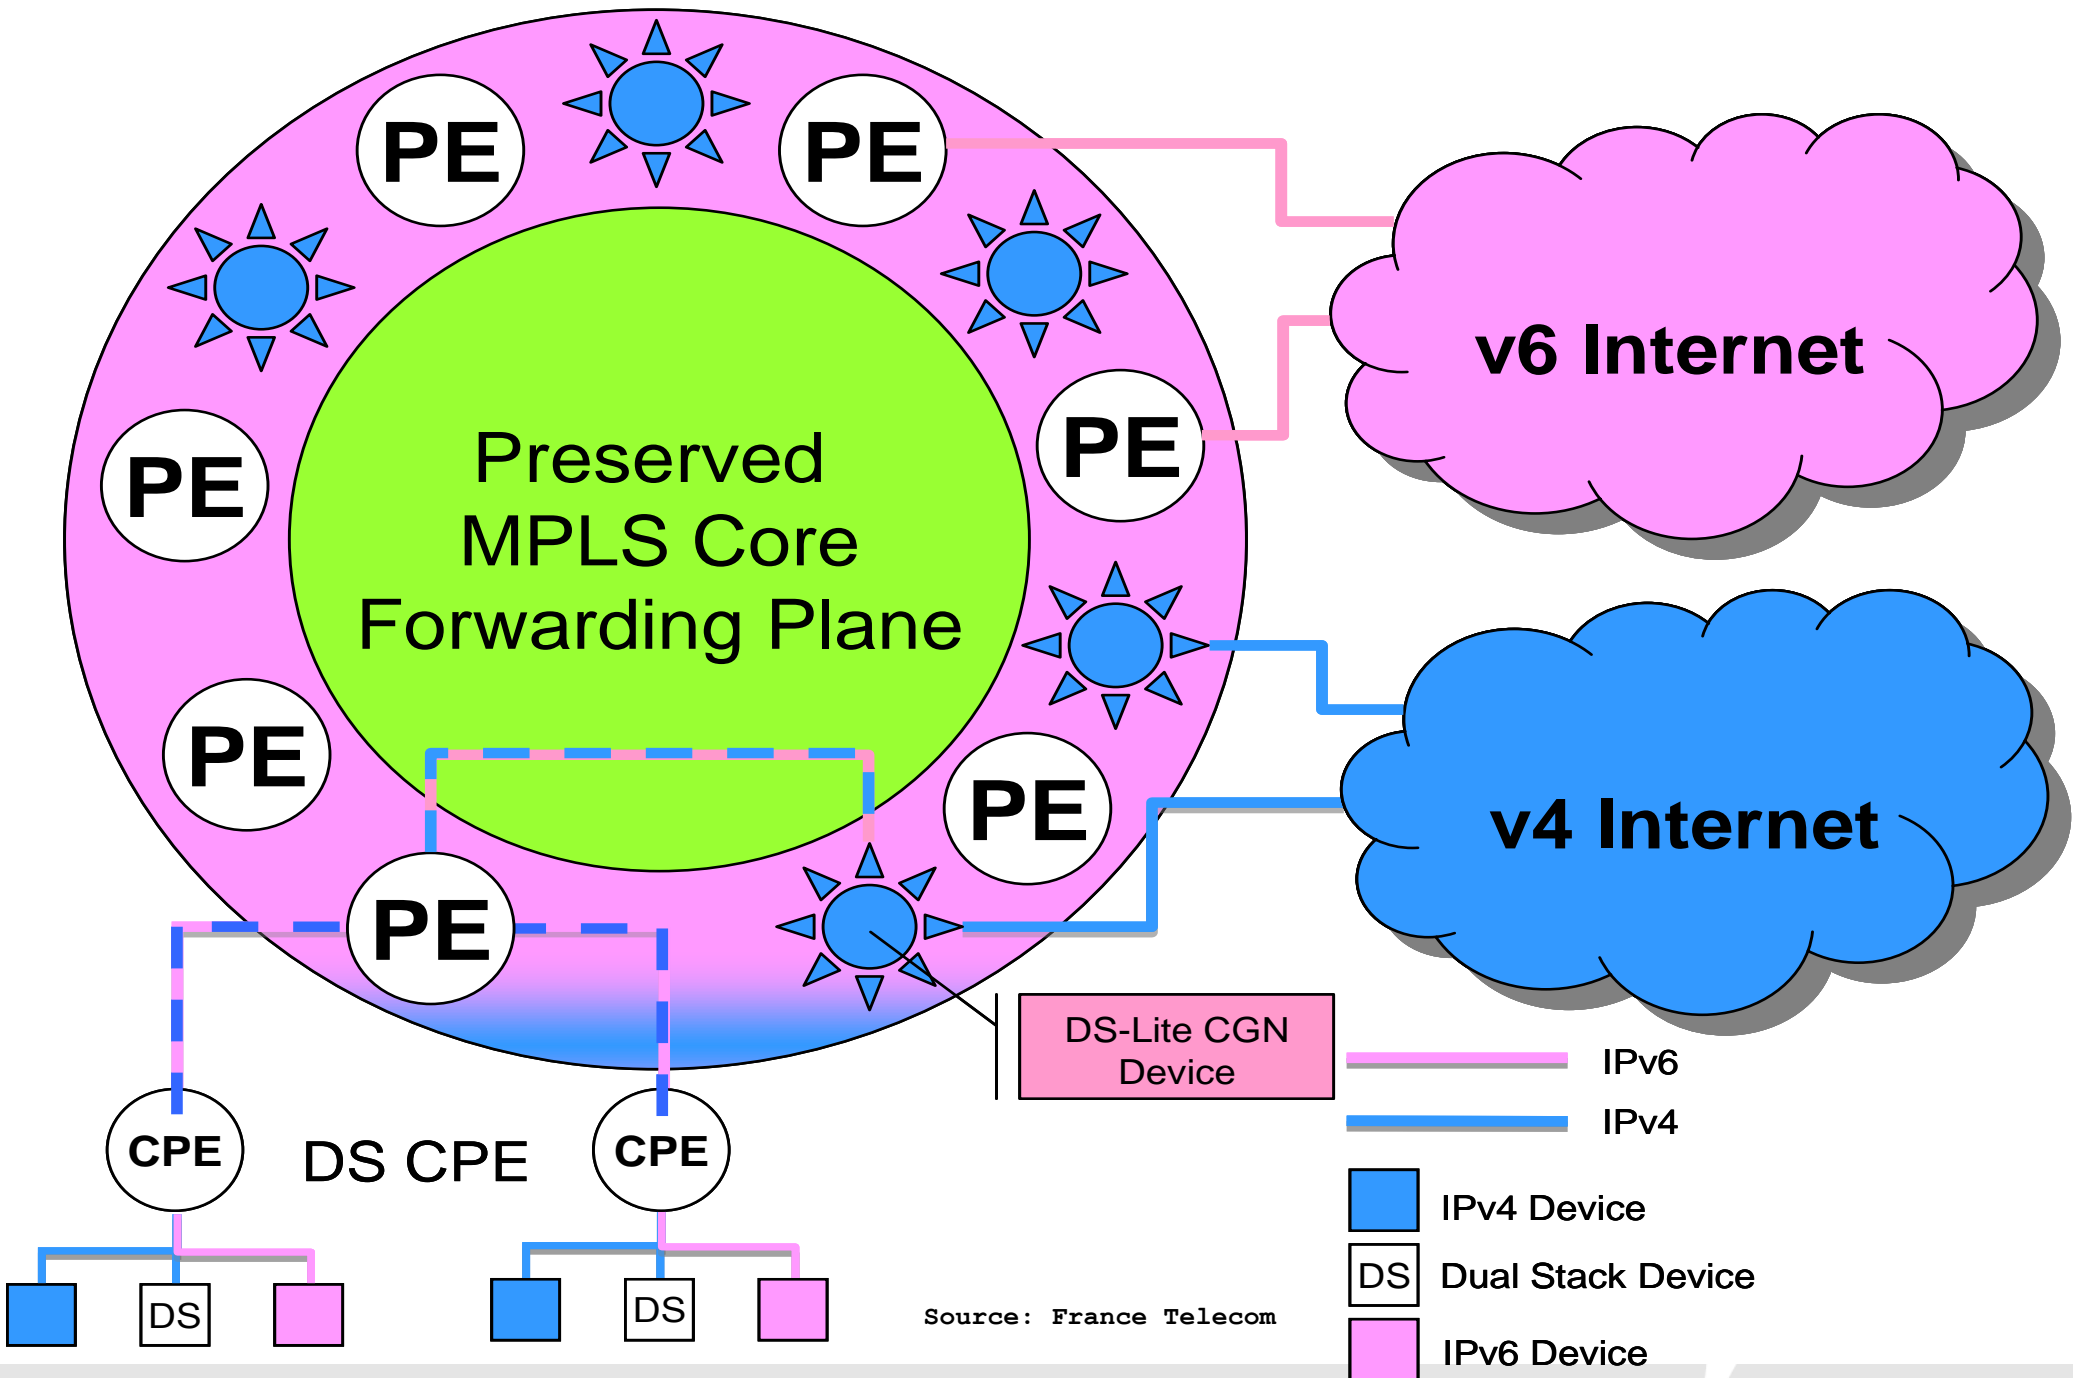 PE
PE
PE
PE
PE
PE
PE
Preserved
MPLS Core
Forwarding Plane
v6 Internet
v4 Internet
DS-Lite CGN
Device
CPE
DS CPE
CPE
DS
DS
IPv6
IPv4
IPv4 Device
DS
Dual Stack Device
IPv6 Device
Source: France Telecom